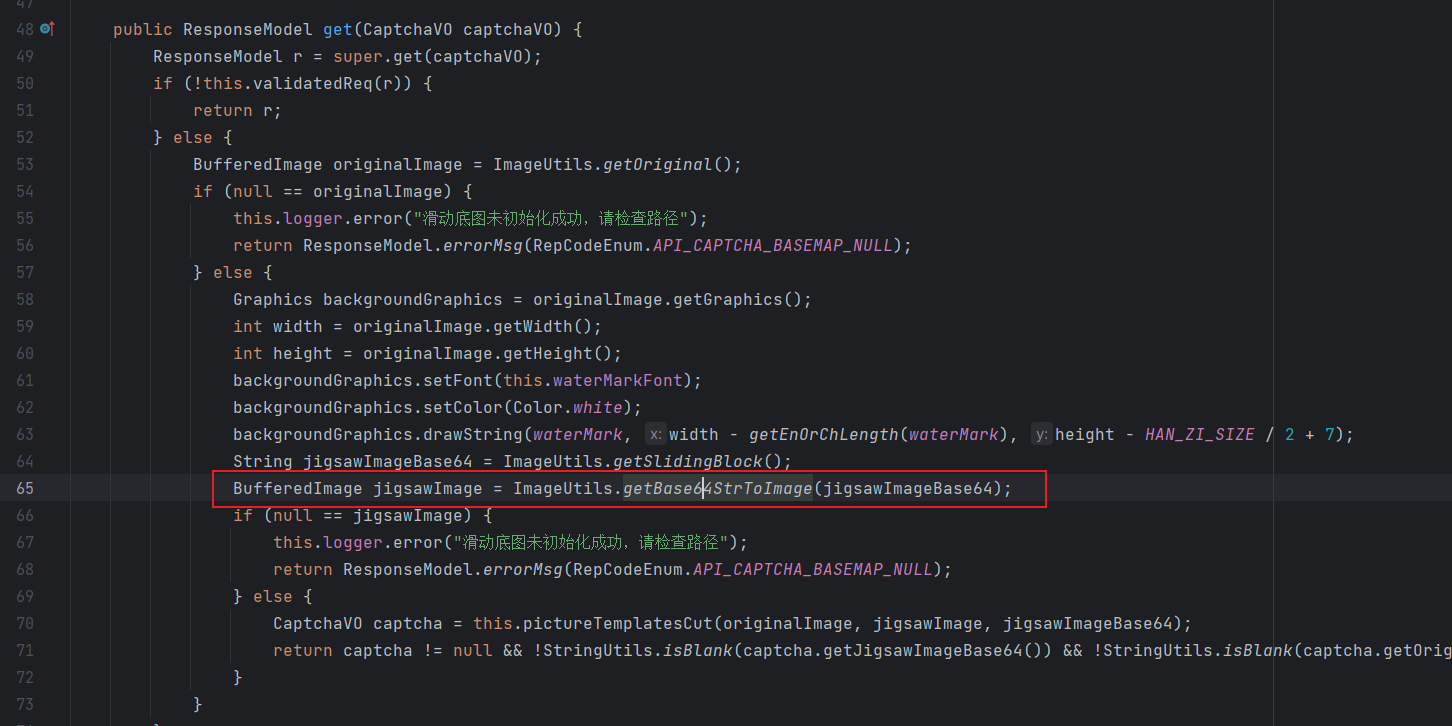 47
48 public ResponseModel get(CaptchaVO captchaVO) {
49 ResponseModel r = super.get(captchaVO);
50 if (!this.validatedReq(r)) {
51 return r;
52 } else {
53 BufferedImage originalImage = ImageUtils.getOriginal();
54 if (null == originalImage) {
55 this.logger.error("滑动底图未初始化成功，请检查路径");
56 return ResponseModel.errorMsg(RepCodeEnum.API_CAPTCHA_BASEMAP_NULL);
57 } else {
58 Graphics backgroundGraphics = originalImage.getGraphics();
59 int width = originalImage.getWidth();
60 int height = originalImage.getHeight();
61 backgroundGraphics.setFont(this.waterMarkFont);
62 backgroundGraphics.setColor(Color.white);
63 backgroundGraphics.drawString(waterMark, x: width - getEnOrChLength(waterMark), y: height - HAN_ZI_SIZE / 2 + 7);
64 String jigsawImageBase64 = ImageUtils.getSlidingBlock();
65 BufferedImage jigsawImage = ImageUtils.getBase64StrToImage(jigsawImageBase64);
66 if (null == jigsawImage) {
67 this.logger.error("滑动底图未初始化成功，请检查路径");
68 return ResponseModel.errorMsg(RepCodeEnum.API_CAPTCHA_BASEMAP_NULL);
69 } else {
70 CaptchaVO captcha = this.pictureTemplatesCut(originalImage, jigsawImage, jigsawImageBase64);
71 return captcha != null && !StringUtils.isBlank(captcha.getJigsawImageBase64()) && !StringUtils.isBlank(captcha.getOrig
72 }
73 }